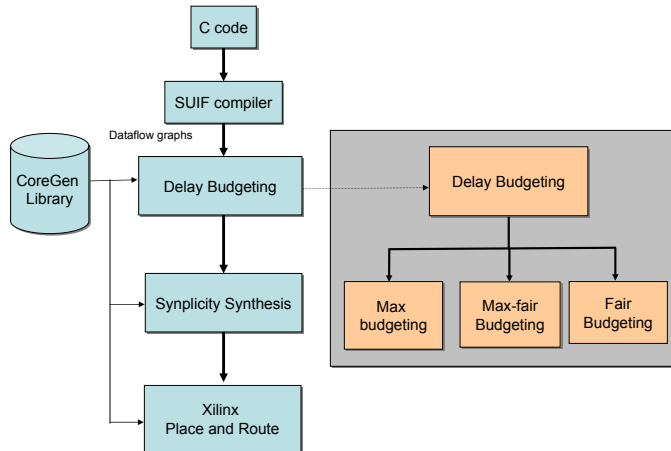 C code
SUIF compiler
Dataflow graphs
CoreGen
Library
Delay Budgeting
Delay Budgeting
Synplicity Synthesis
Max
budgeting
Max-fair
Budgeting
Fair
Budgeting
Xilinx
Place and Route